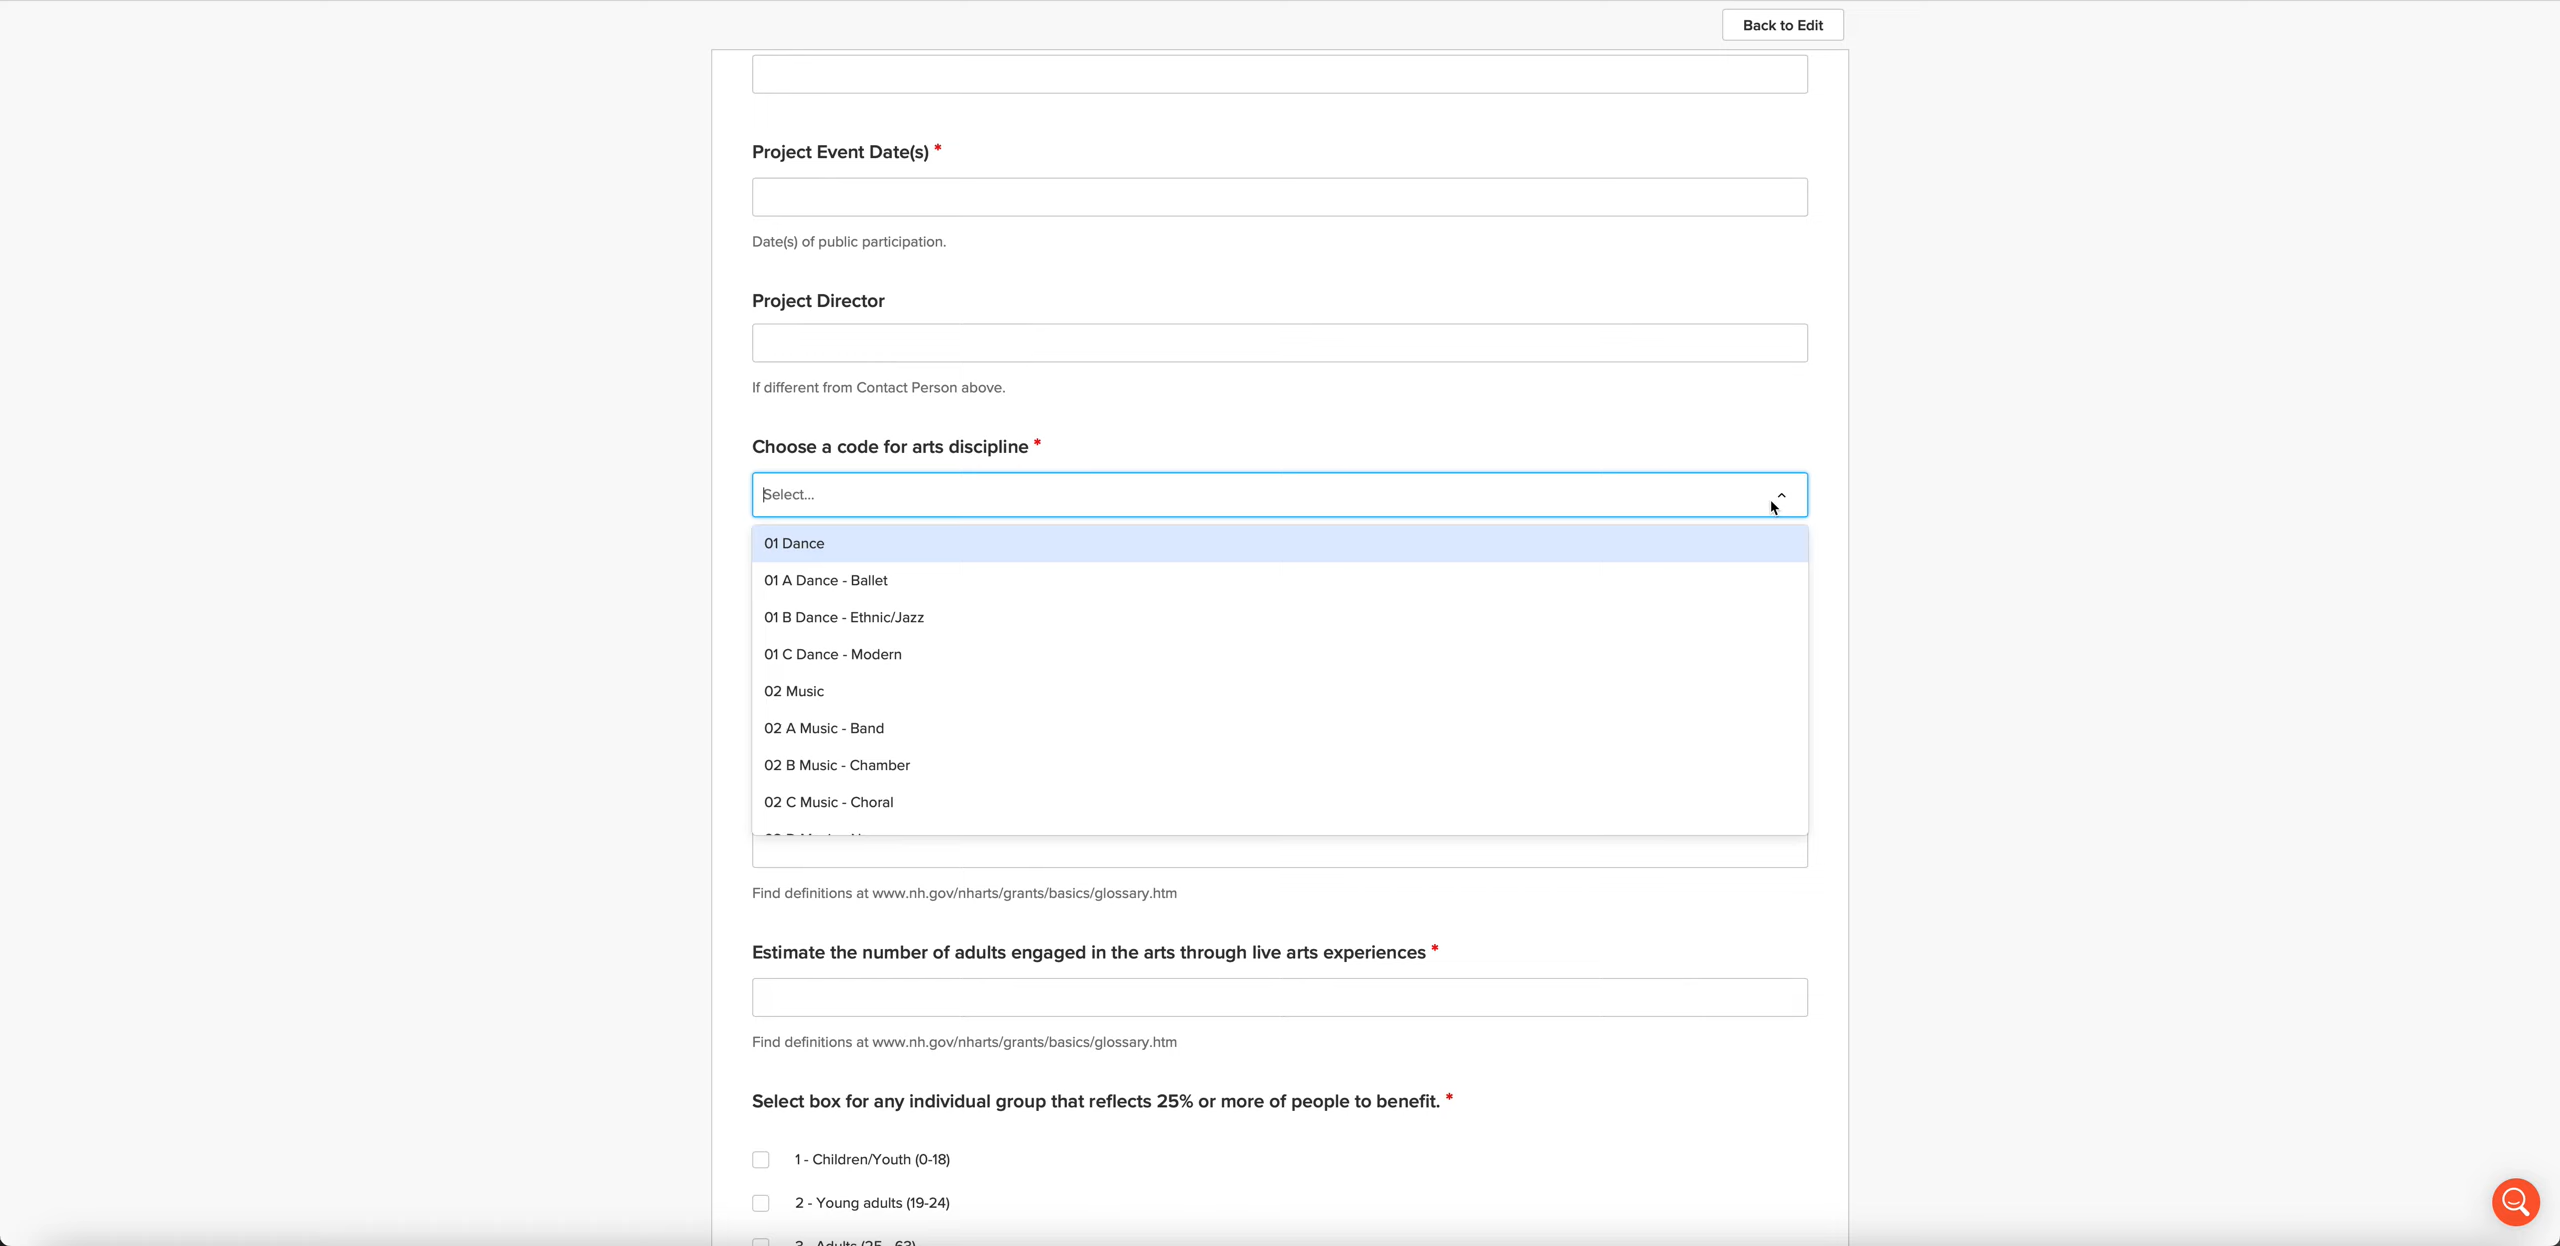 Back to Edit
Project Event Date(s) *
Date(s) of public participation.
Project Director
If different from Contact Person above.
Choose a code for arts discipline *
Select...
01 Dance
01 A Dance - Ballet
01 B Dance - Ethnic/Jazz
01 C Dance - Modern
02 Music
02 A Music - Band
02 B Music - Chamber
02 C Music - Choral
Find definitions at www.nh.gov/nharts/grants/basics/glossary.htm
Estimate the number of adults engaged in the arts through live arts experiences *
Find definitions at www.nh.gov/nharts/grants/basics/glossary.htm
Select box for any individual group that reflects 25% or more of people to benefit. *
1 - Children/Youth (0-18)
2 - Young adults (19-24)